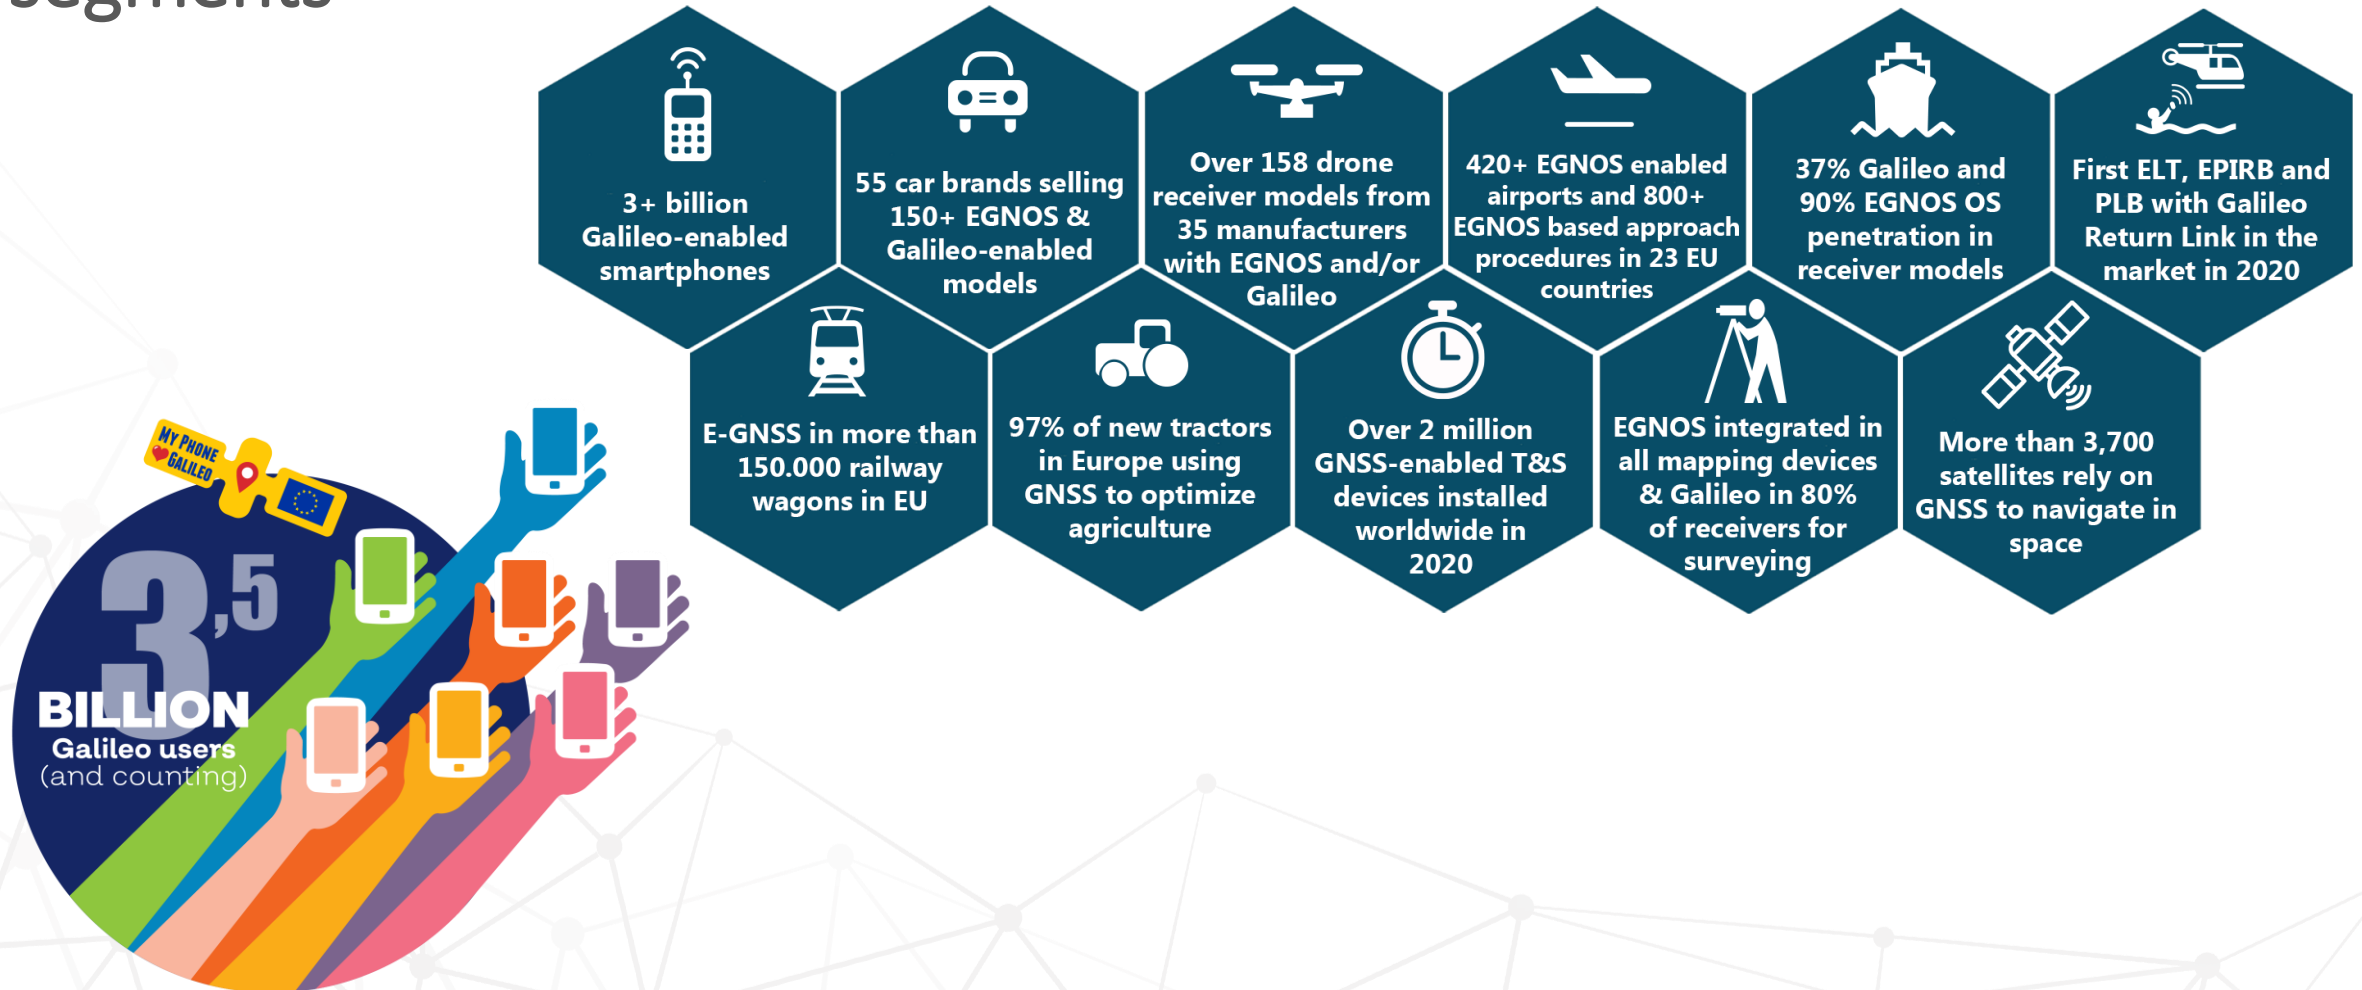 segments
3+ billion
Galileo-enabled
smartphones
55 car brands selling
150+ EGNOS &
Galileo-enabled
models
Over 158 drone
receiver models from
35 manufacturers
with EGNOS and/or
Galileo
420+ EGNOS enabled
airports and 800+
EGNOS based approach
procedures in 23 EU
countries
37% Galileo and
90% EGNOS OS
penetration in
receiver models
First ELT, EPIRB and
PLB with Galileo
Return Link in the
market in 2020
E-GNSS in more than
150.000 railway
wagons in EU
97% of new tractors
in Europe using
GNSS to optimize
agriculture
Over 2 million
GNSS-enabled T&S
devices installed
worldwide in
2020
EGNOS integrated in
all mapping devices
& Galileo in 80%
of receivers for
surveying
More than 3,700
satellites rely on
GNSS to navigate in
space
MY PHONE
GALILEO
3,5
BILLION
Galileo users
(and counting)